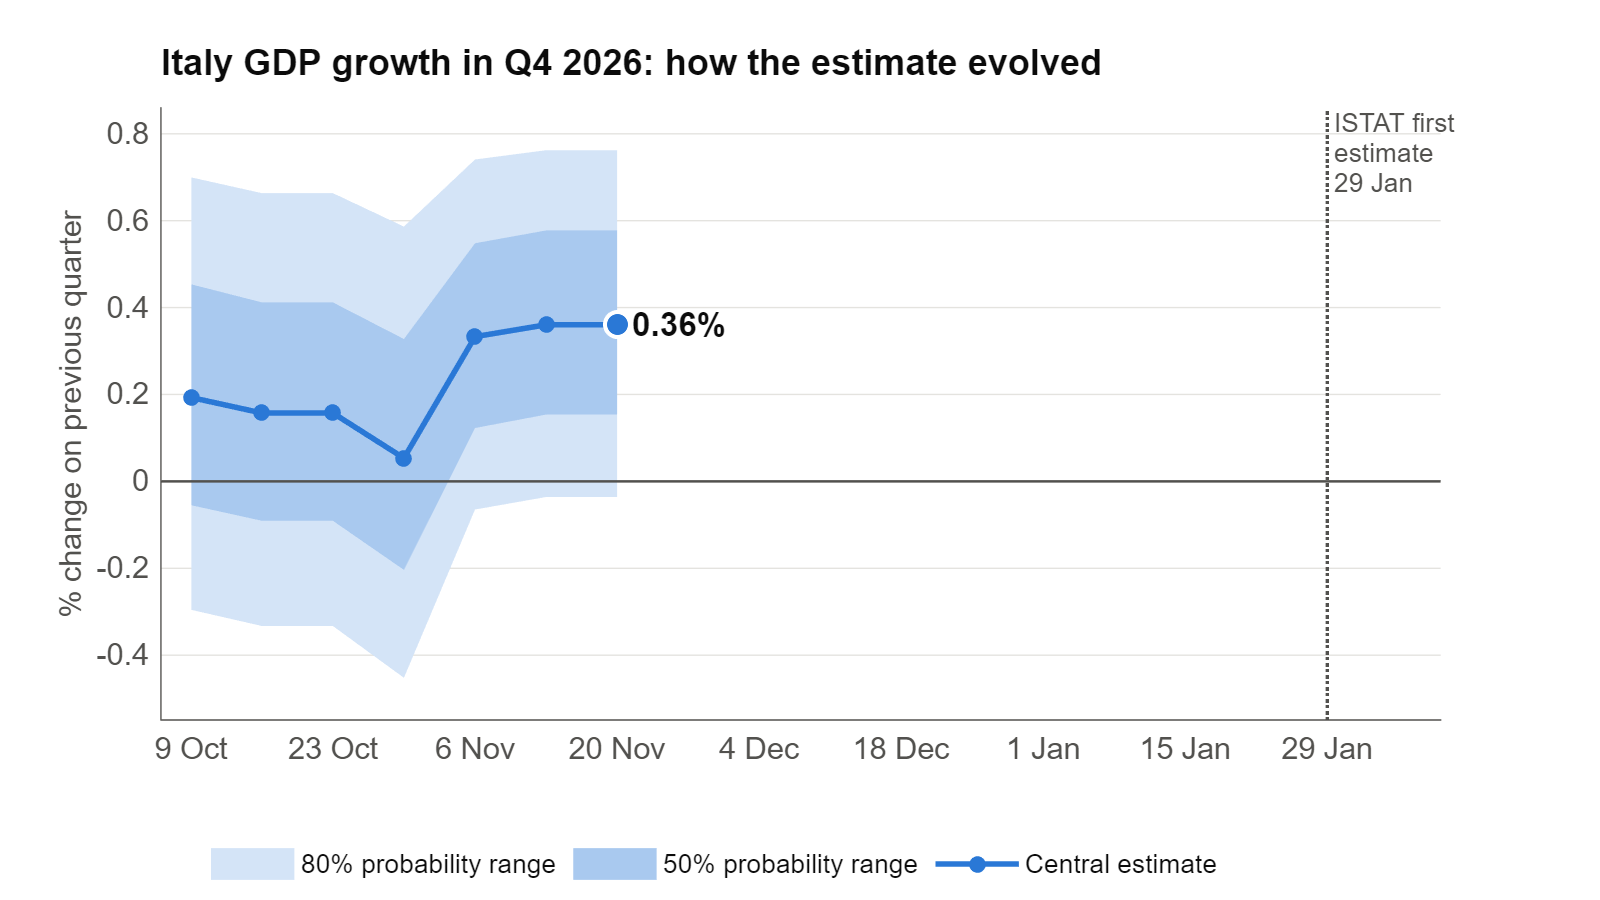 Italy GDP growth in Q4 2026: how the estimate evolved
ISTAT first
estimate
29 Jan
% change on previous quarter
0.8
0.6
0.4
0.2
0
-0.2
-0.4
0.36%
9 Oct
23 Oct
6 Nov
20 Nov
4 Dec
18 Dec
1 Jan
15 Jan
29 Jan
80% probability range
50% probability range
Central estimate